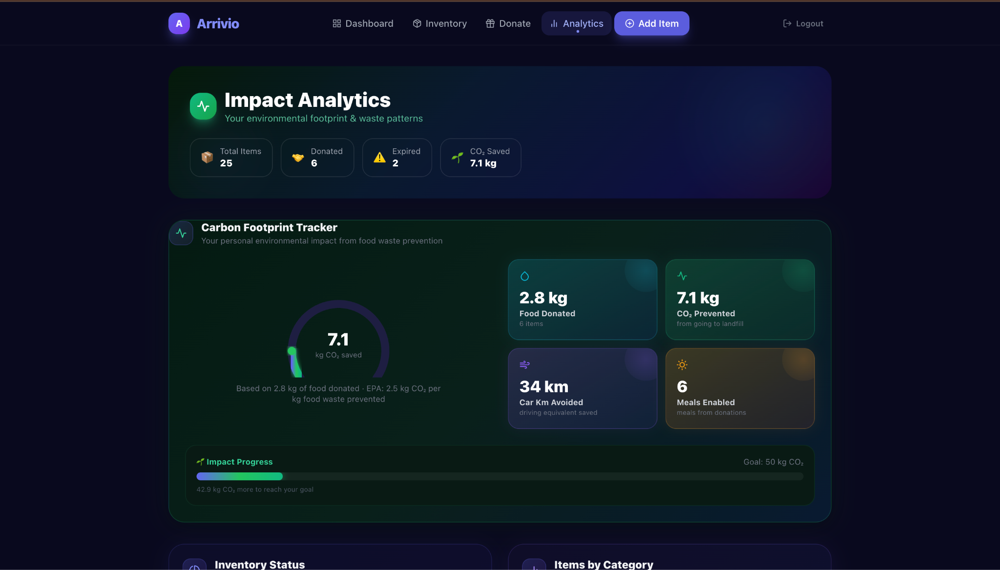 A Arrivio
Dashboard
Inventory
Donate
Analytics
Add Item
Logout
Impact Analytics
Your environmental footprint & waste patterns
Total Items
25
Donated
6
Expired
2
CO₂ Saved
7.1 kg
Carbon Footprint Tracker
Your personal environmental impact from food waste prevention
7.1
kg CO₂ saved
Based on 2.8 kg of food donated · EPA: 2.5 kg CO₂ per
kg food waste prevented
2.8 kg
Food Donated
6 items
7.1 kg
CO₂ Prevented
from going to landfill
34 km
Car Km Avoided
driving equivalent saved
6
Meals Enabled
meals from donations
Impact Progress
Goal: 50 kg CO₂
42.9 kg CO₂ more to reach your goal
Inventory Status
Items by Category